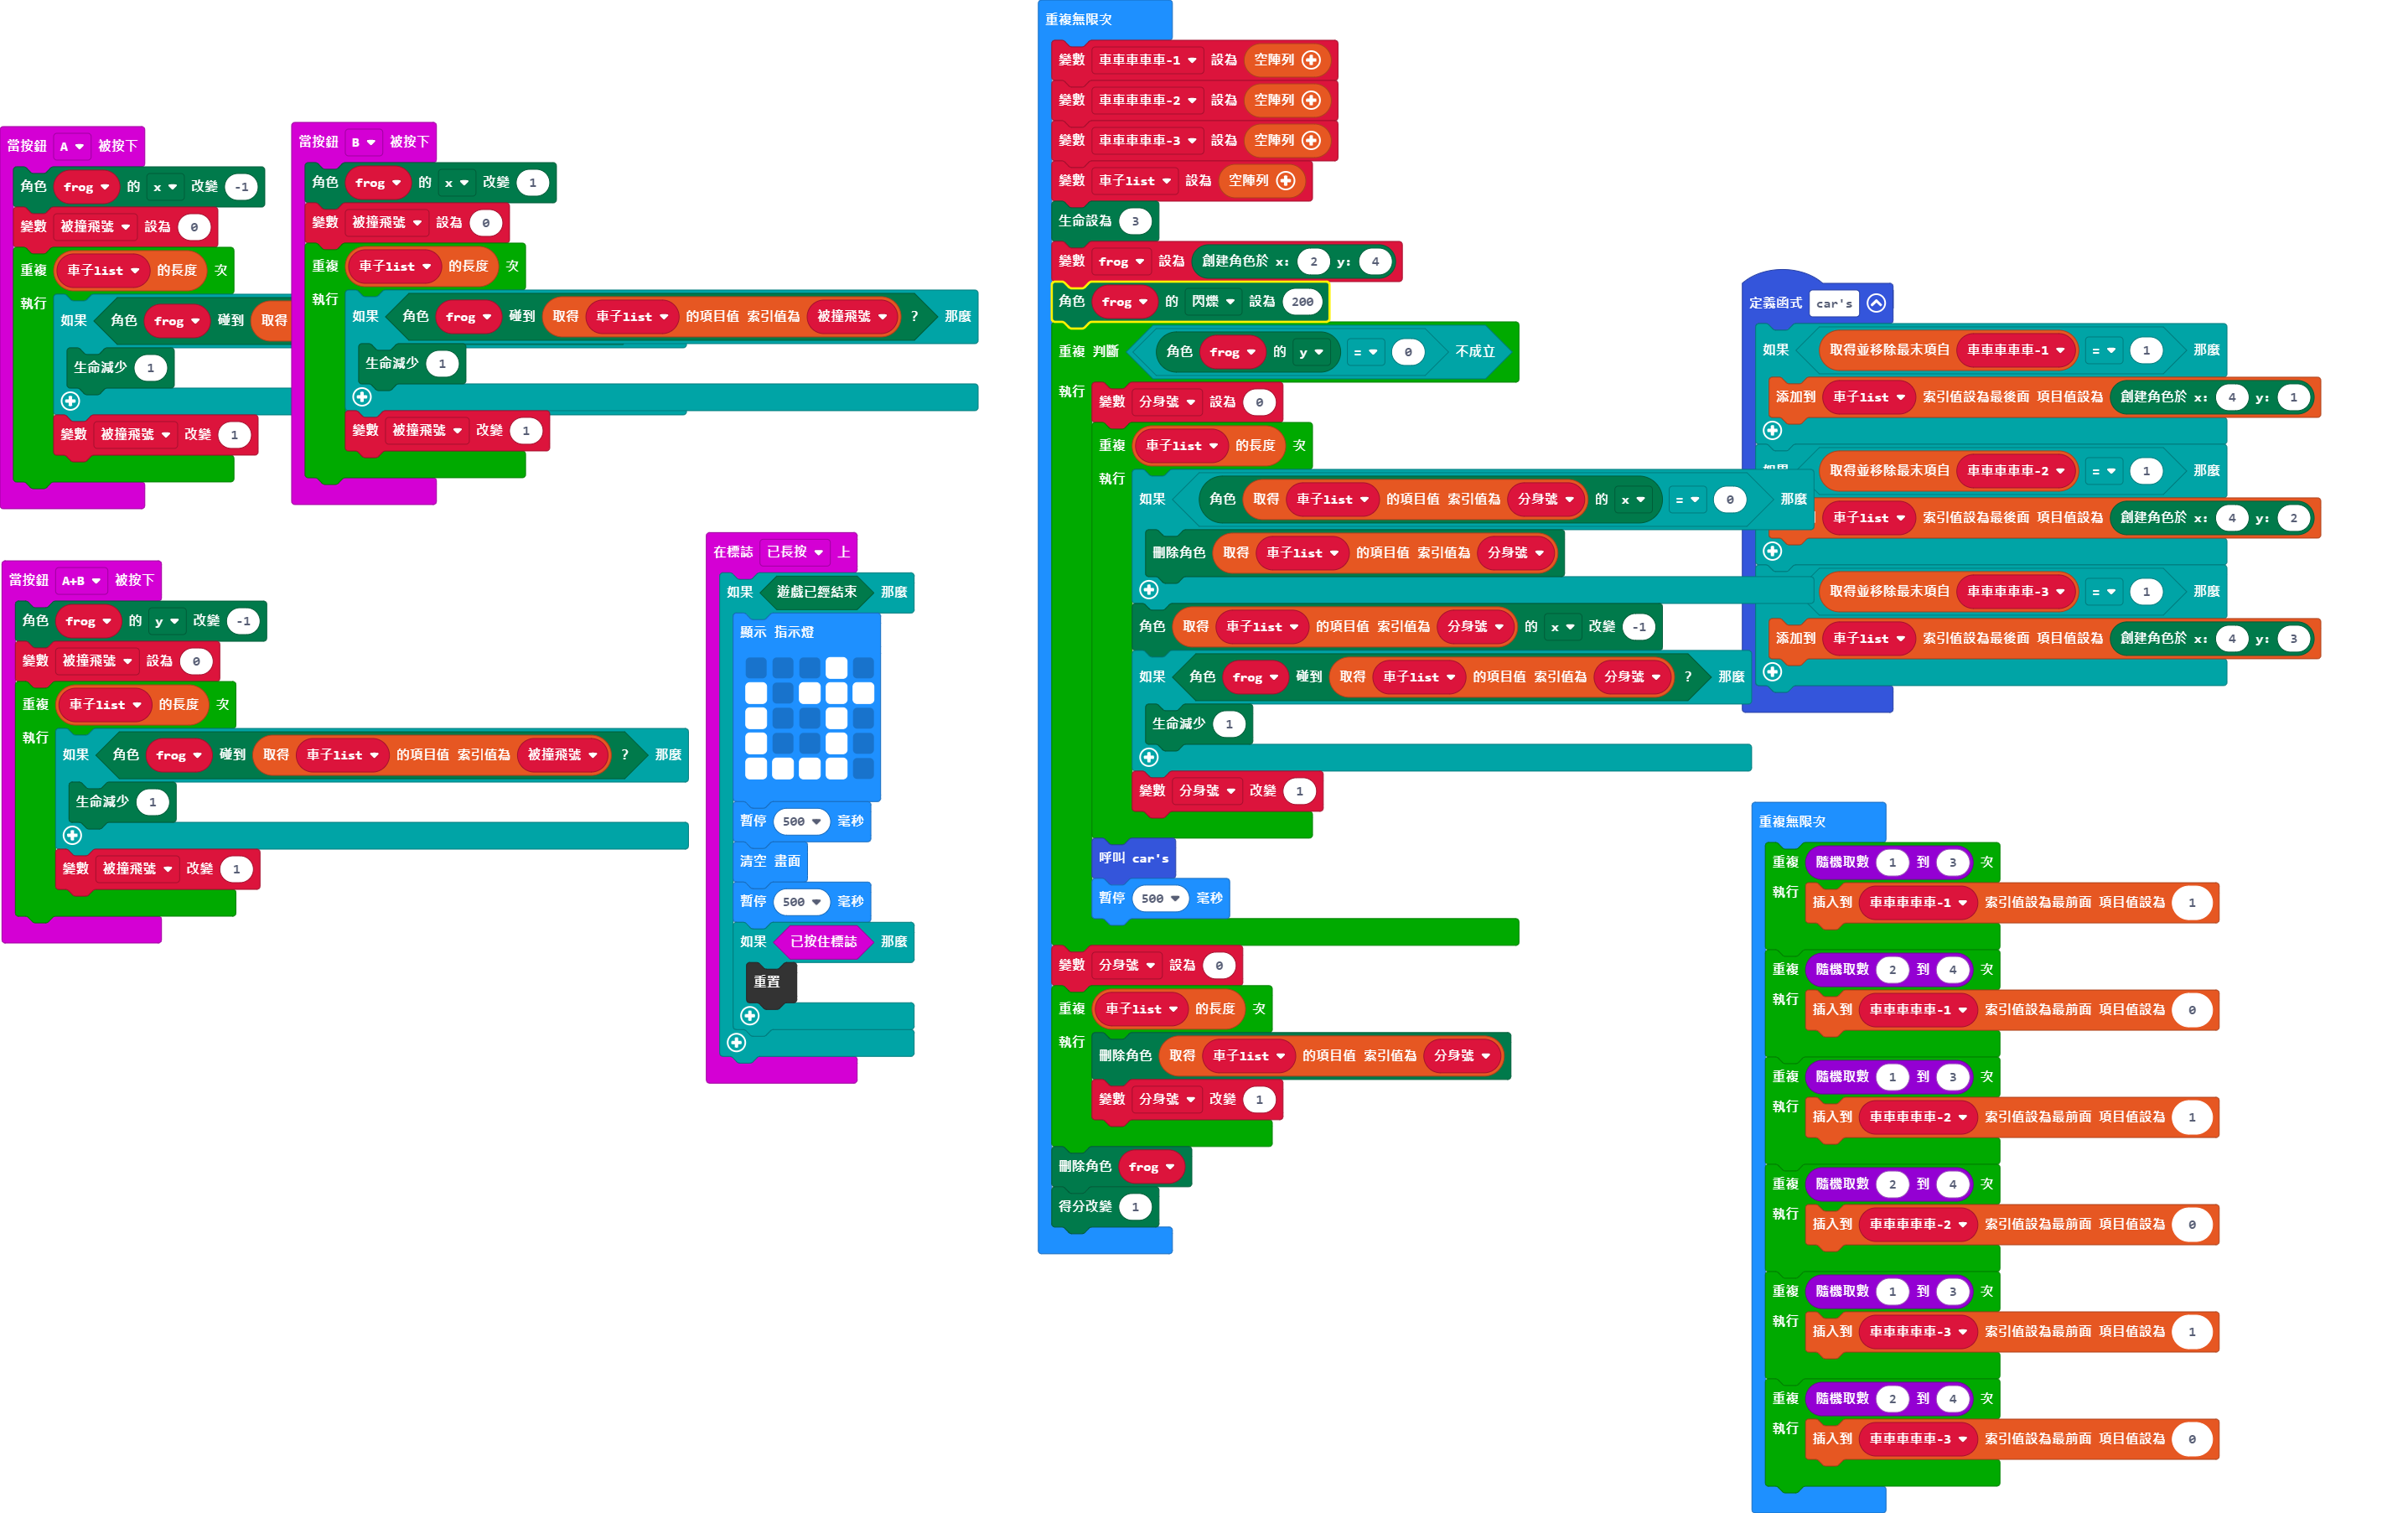 當按鈕 A 被按下
角色 frog 的 x 改變 -1
變數 被撞飛號 設為 0
重複 車子list 的長度 次
執行
如果 角色 frog 碰到 取得
生命減少 1
變數 被撞飛號 改變 1
當按鈕 B 被按下
角色 frog 的 x 改變 1
變數 被撞飛號 設為 0
重複 車子list 的長度 次
執行
如果 角色 frog 碰到 取得 車子list 的項目值 索引值為 被撞飛號 ? 那麼
生命減少 1
變數 被撞飛號 改變 1
當按鈕 A+B 被按下
角色 frog 的 y 改變 -1
變數 被撞飛號 設為 0
重複 車子list 的長度 次
執行
如果 角色 frog 碰到 取得 車子list 的項目值 索引值為 被撞飛號 ? 那麼
生命減少 1
變數 被撞飛號 改變 1
在標誌 已長按 上
如果 遊戲已經結束 那麼
顯示 指示燈
暫停 500 毫秒
清空 畫面
暫停 500 毫秒
如果 已按住標誌 那麼
重置
重複無限次
變數 車車車車車-1 設為 空陣列
變數 車車車車車-2 設為 空陣列
變數 車車車車車-3 設為 空陣列
變數 車子list 設為 空陣列
生命設為 3
變數 frog 設為 創建角色於 x: 2 y: 4
角色 frog 的 閃爍 設為 200
重複 判斷 角色 frog 的 y = 0 不成立
執行
變數 分身號 設為 0
重複 車子list 的長度 次
執行
如果 角色 取得 車子list 的項目值 索引值為 分身號 的 x = 0 那麼
刪除角色 取得 車子list 的項目值 索引值為 分身號
角色 取得 車子list 的項目值 索引值為 分身號 的 x 改變 -1
如果 角色 frog 碰到 取得 車子list 的項目值 索引值為 分身號 ? 那麼
生命減少 1
變數 分身號 改變 1
呼叫 car's
暫停 500 毫秒
變數 分身號 設為 0
重複 車子list 的長度 次
執行
刪除角色 取得 車子list 的項目值 索引值為 分身號
變數 分身號 改變 1
刪除角色 frog
得分改變 1
定義函式 car's
如果 取得並移除最末項自 車車車車車-1 = 1 那麼
添加到 車子list 索引值設為最後面 項目值設為 創建角色於 x: 4 y: 1
取得並移除最末項自 車車車車車-2 = 1 那麼
車子list 索引值設為最後面 項目值設為 創建角色於 x: 4 y: 2
取得並移除最末項自 車車車車車-3 = 1 那麼
添加到 車子list 索引值設為最後面 項目值設為 創建角色於 x: 4 y: 3
重複無限次
重複 隨機取數 1 到 3 次
執行 插入到 車車車車車-1 索引值設為最前面 項目值設為 1
重複 隨機取數 2 到 4 次
執行 插入到 車車車車車-1 索引值設為最前面 項目值設為 0
重複 隨機取數 1 到 3 次
執行 插入到 車車車車車-2 索引值設為最前面 項目值設為 1
重複 隨機取數 2 到 4 次
執行 插入到 車車車車車-2 索引值設為最前面 項目值設為 0
重複 隨機取數 1 到 3 次
執行 插入到 車車車車車-3 索引值設為最前面 項目值設為 1
重複 隨機取數 2 到 4 次
執行 插入到 車車車車車-3 索引值設為最前面 項目值設為 0